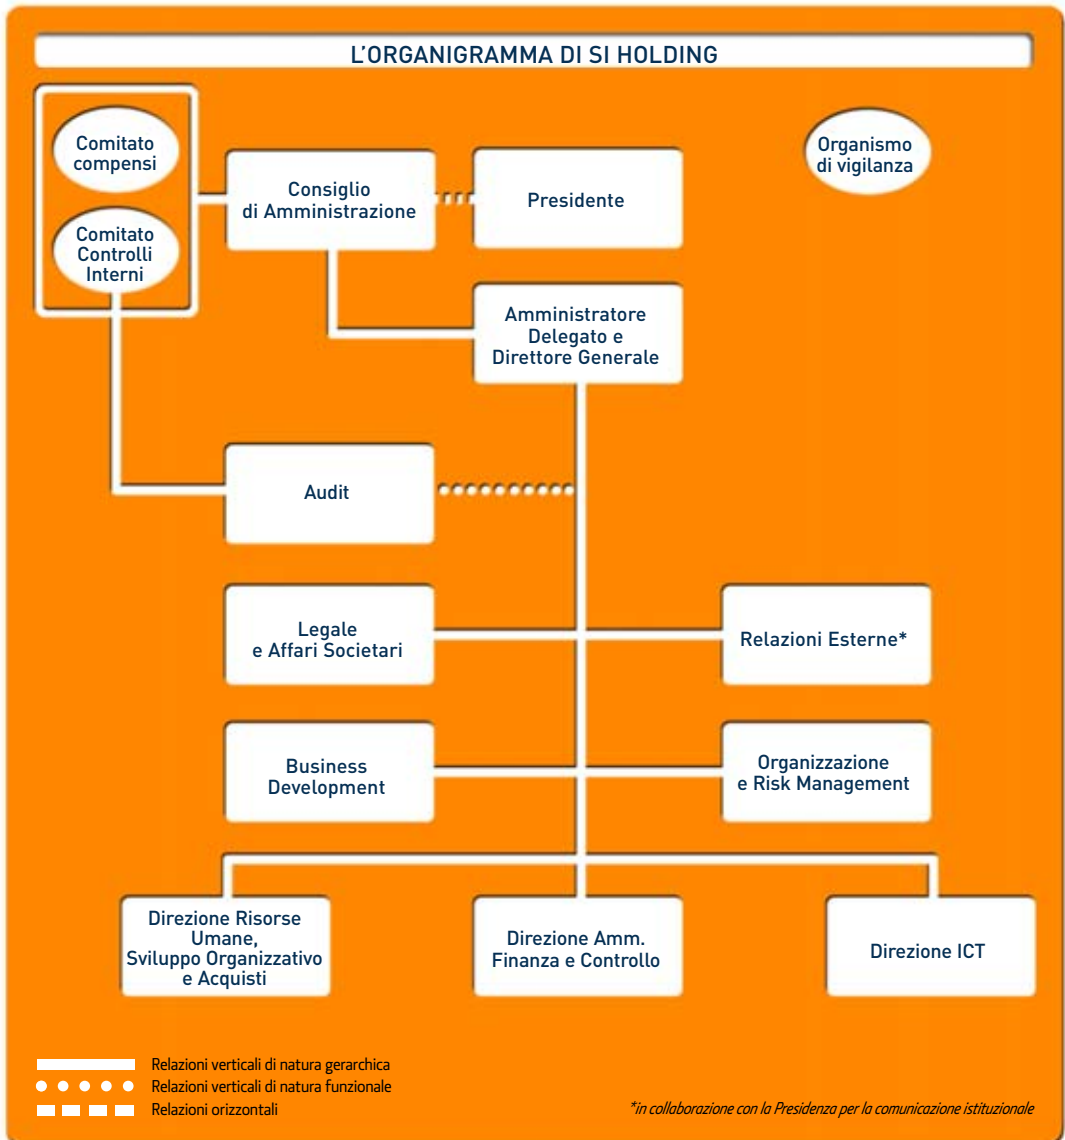 L'ORGANIGRAMMA DI SI HOLDING
Comitato
compensi
Comitato
Controlli
Interni
Consiglio
di Amministrazione
Presidente
Organismo
di vigilanza
Amministratore
Delegato e
Direttore Generale
Audit
Legale
e Affari Societari
Relazioni Esterne*
Business
Development
Organizzazione
e Risk Management
Direzione Risorse
Umane,
Sviluppo Organizzativo
e Acquisti
Direzione Amm.
Finanza e Controllo
Direzione ICT
Relazioni verticali di natura gerarchica
Relazioni verticali di natura funzionale
Relazioni orizzontali
*in collaborazione con la Presidenza per la comunicazione istituzionale